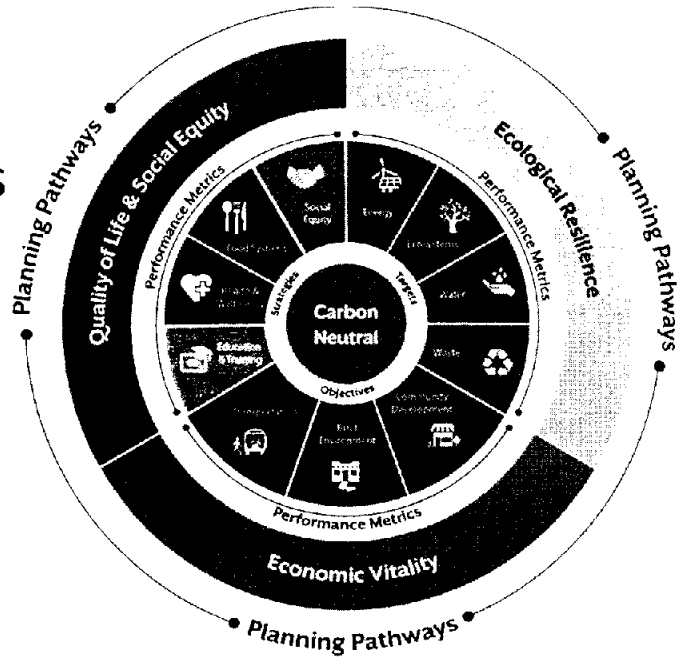 Planning Pathways
Planning Pathways
Planning Pathways
Quality of Life & Social Equity
Ecological Resilience
Economic Vitality
Performance Metrics
Performance Metrics
Performance Metrics
Social
Equity
Energy
Ecosystems
Water
Waste
Community
Development
Built
Environment
Transportation
Education
& Training
Health &
Food Systems
Strategies
Targets
Objectives
Carbon
Neutral